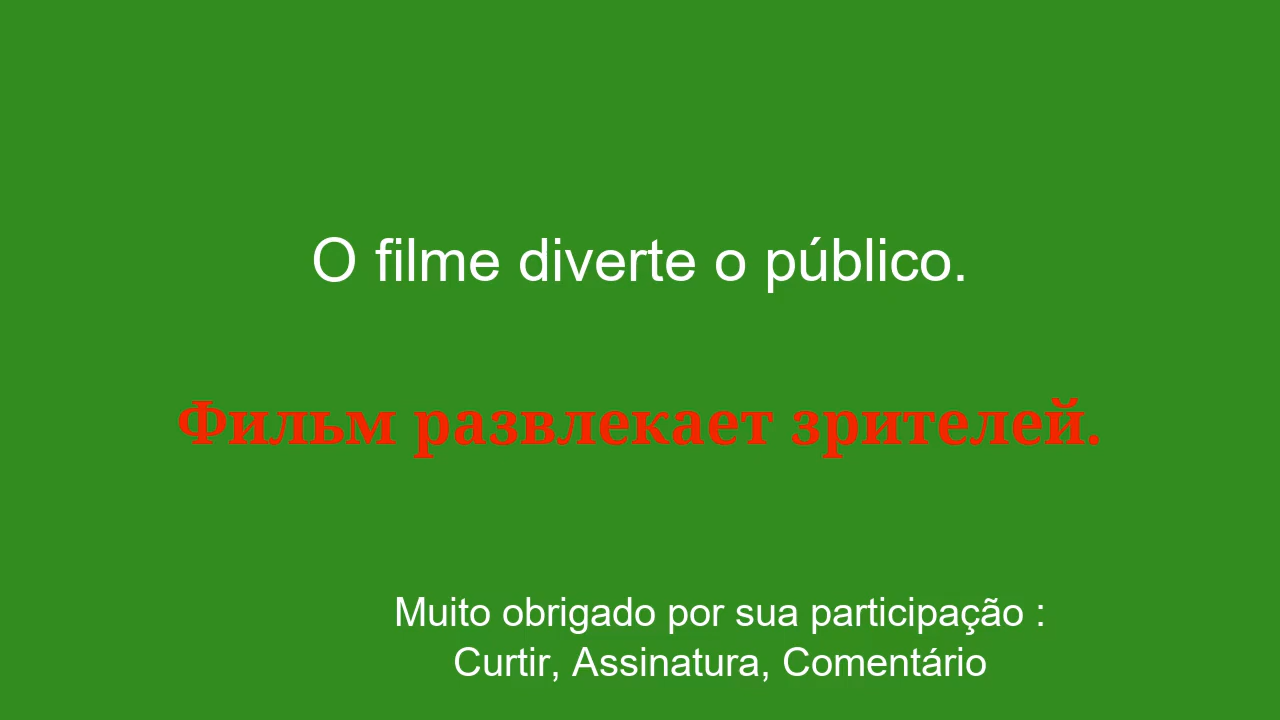 O filme diverte o público.
Фильм развлекает зрителей.
Muito obrigado por sua participação :
Curtir, Assinatura, Comentário